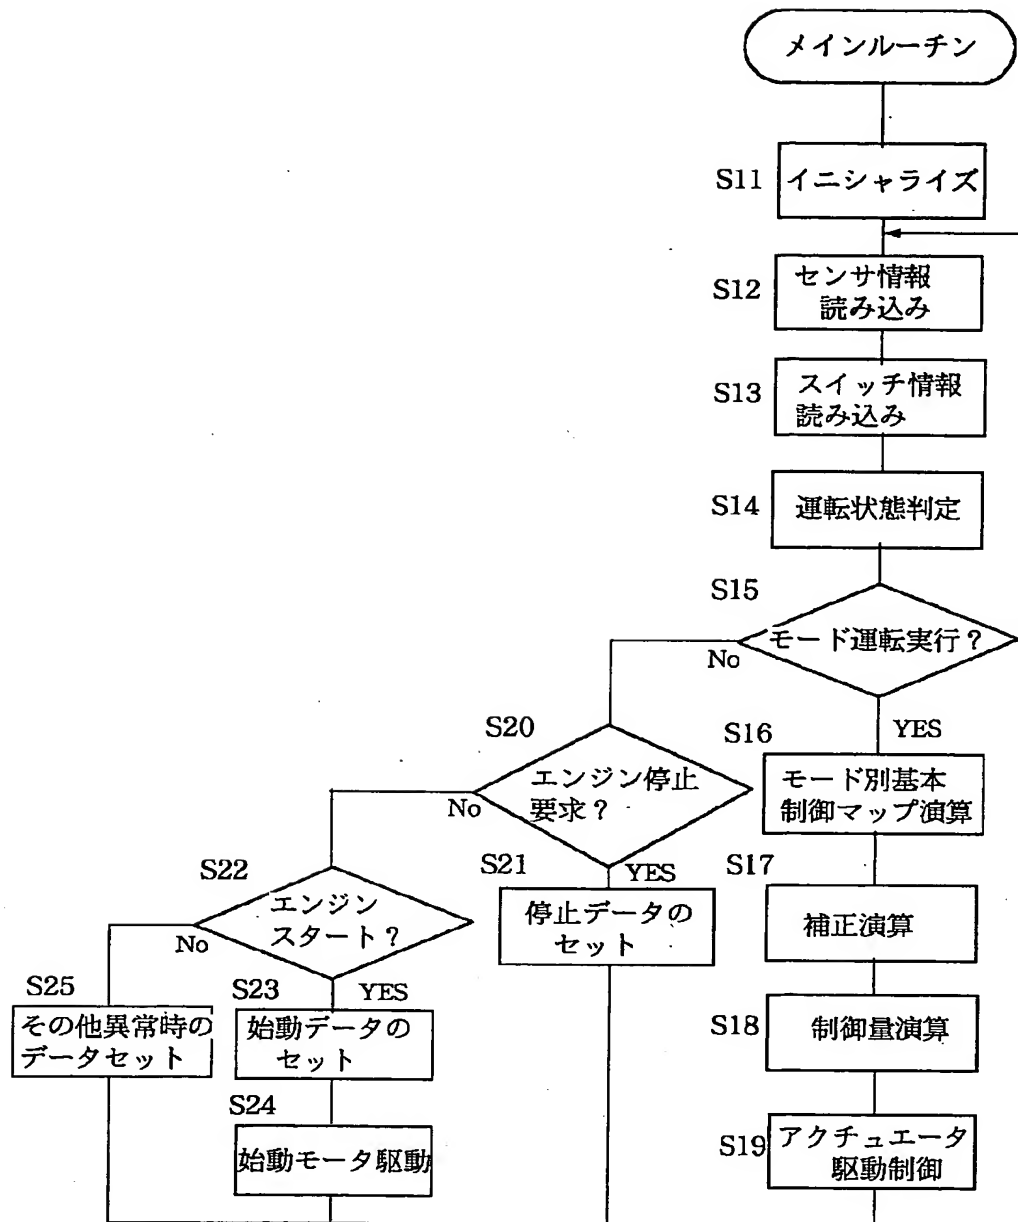 メインルーチン
S11
イニシャライズ
S12
センサ情報
読み込み
S13
スイッチ情報
読み込み
S14
運転状態判定
S15
モード運転実行?
No
YES
S20
エンジン停止
要求?
No
YES
S16
モード別基本
制御マップ演算
S22
エンジン
スタート?
No
YES
S21
停止データの
セット
S17
補正演算
S25
その他異常時の
データセット
S23
始動データの
セット
S18
制御量演算
S24
始動モータ駆動
S19
アクチュエータ
駆動制御